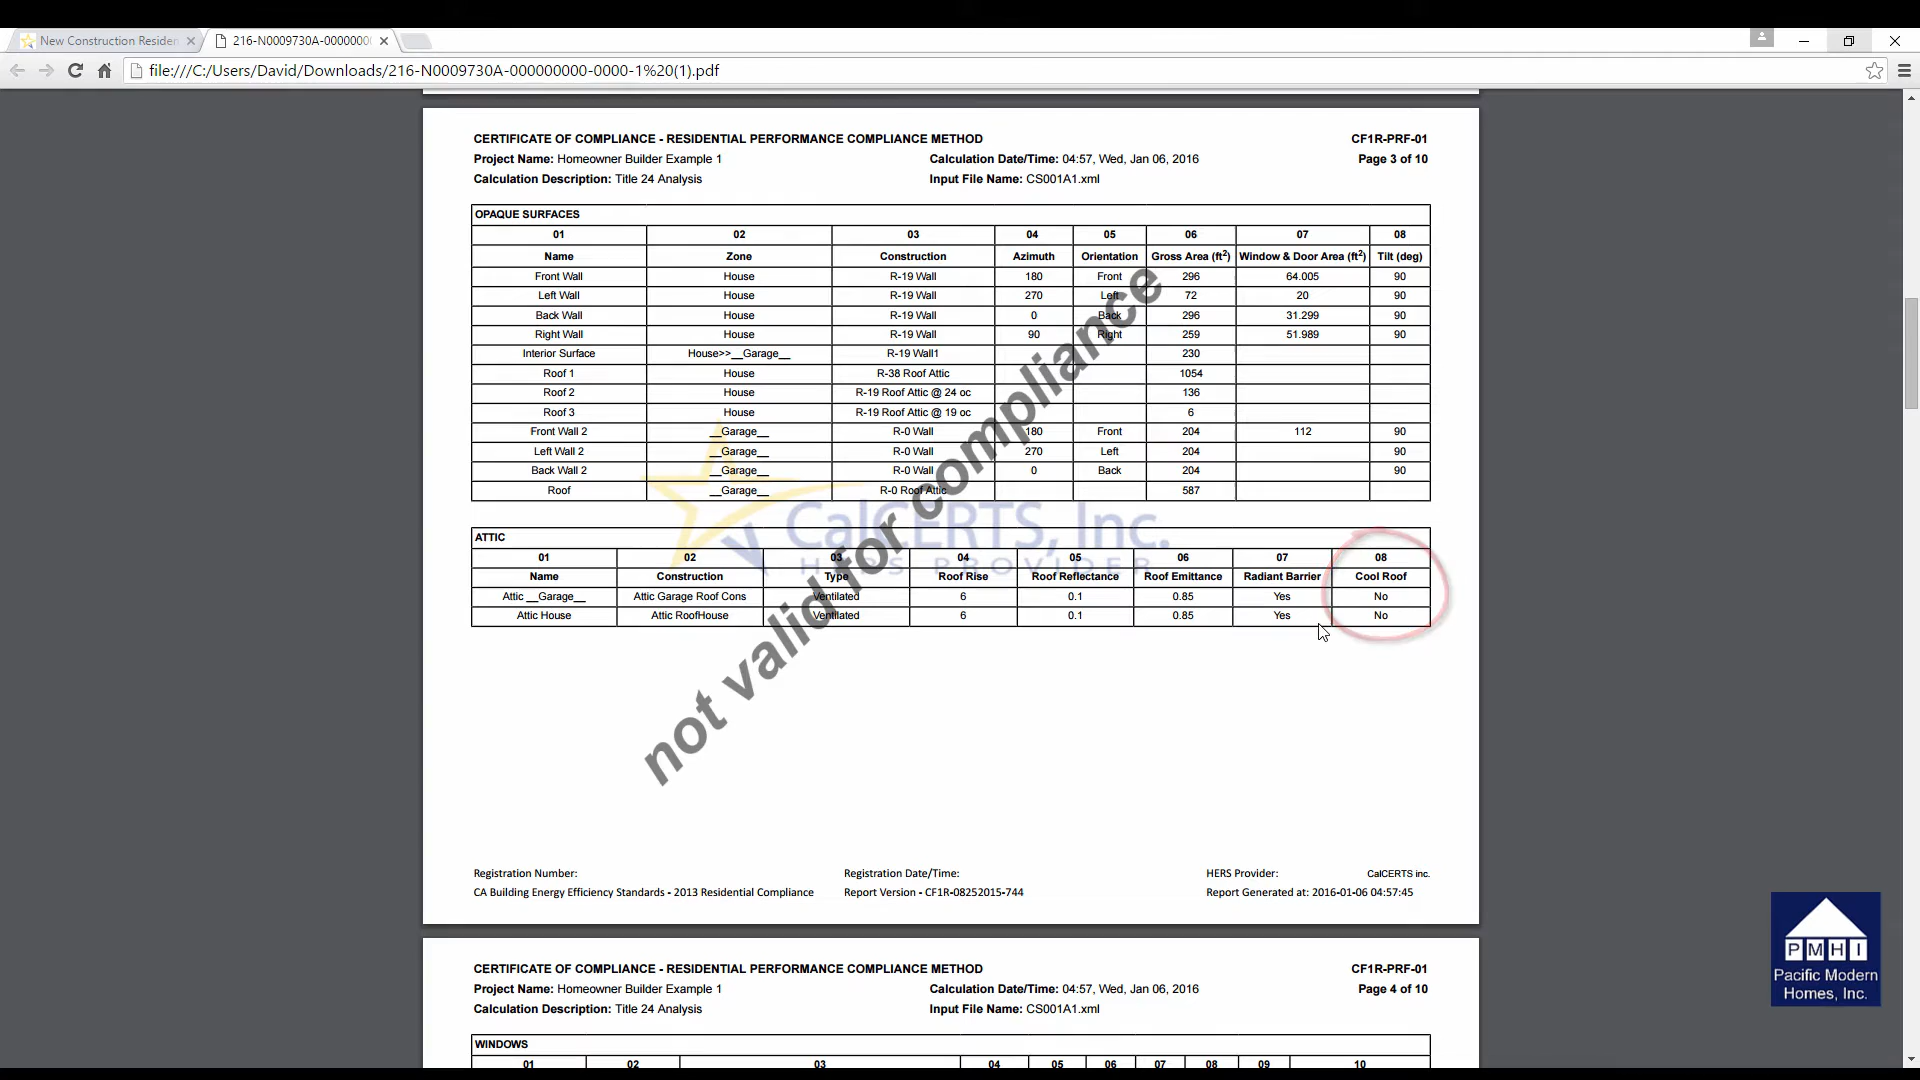 New Construction Residen
216-N0009730A-0000000
file:///C:/Users/David/Downloads/216-N0009730A-000000000-0000-1%20(1).pdf
CERTIFICATE OF COMPLIANCE - RESIDENTIAL PERFORMANCE COMPLIANCE METHOD CF1R-PRF-01
Project Name: Homeowner Builder Example 1 Calculation Date/Time: 04:57, Wed, Jan 06, 2016 Page 3 of 10
Calculation Description: Title 24 Analysis Input File Name: CS001A1.xml
OPAQUE SURFACES
01 02 03 04 05 06 07 08
Name Zone Construction Azimuth Orientation Gross Area (ft2) Window & Door Area (ft2) Tilt (deg)
Front Wall House R-19 Wall 180 Front 296 64.005 90
Left Wall House R-19 Wall 270 Left 72 20 90
Back Wall House R-19 Wall 0 Back 296 31.299 90
Right Wall House R-19 Wall 90 Right 259 51.989 90
Interior Surface House>>__Garage__ R-19 Wall1 230
Roof 1 House R-38 Roof Attic 1054
Roof 2 House R-19 Roof Attic @ 24 oc 136
Roof 3 House R-19 Roof Attic @ 19 oc 6
Front Wall 2 __Garage__ R-0 Wall 180 Front 204 112 90
Left Wall 2 __Garage__ R-0 Wall 270 Left 204 90
Back Wall 2 __Garage__ R-0 Wall 0 Back 204 90
Roof __Garage__ R-0 Roof Attic 587
CalCERTS, Inc.
HERS PROVIDER
not valid for compliance
ATTIC
01 02 03 04 05 06 07 08
Name Construction Type Roof Rise Roof Reflectance Roof Emittance Radiant Barrier Cool Roof
Attic __Garage__ Attic Garage Roof Cons Ventilated 6 0.1 0.85 Yes No
Attic House Attic RoofHouse Ventilated 6 0.1 0.85 Yes No
Registration Number: Registration Date/Time: HERS Provider: CalCERTS inc.
CA Building Energy Efficiency Standards - 2013 Residential Compliance Report Version - CF1R-08252015-744 Report Generated at: 2016-01-06 04:57:45
CERTIFICATE OF COMPLIANCE - RESIDENTIAL PERFORMANCE COMPLIANCE METHOD CF1R-PRF-01
Project Name: Homeowner Builder Example 1 Calculation Date/Time: 04:57, Wed, Jan 06, 2016 Page 4 of 10
Calculation Description: Title 24 Analysis Input File Name: CS001A1.xml
WINDOWS
01 02 03 04 05 06 07 08 09 10
PMHI
Pacific Modern
Homes, Inc.